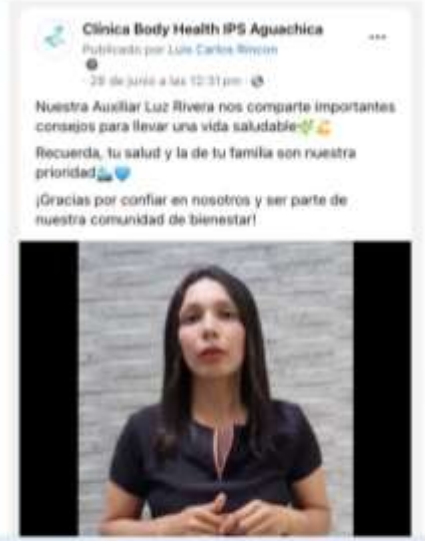 Clínica Body Health IPS Aguachica
Publicado por Luis Carlos Rincon
· 28 de junio a las 12:31 pm ·
Nuestra Auxiliar Luz Rivera nos comparte importantes
consejos para llevar una vida saludable🌿💪
Recuerda, tu salud y la de tu familia son nuestra
prioridad🏊💙
¡Gracias por confiar en nosotros y ser parte de
nuestra comunidad de bienestar!